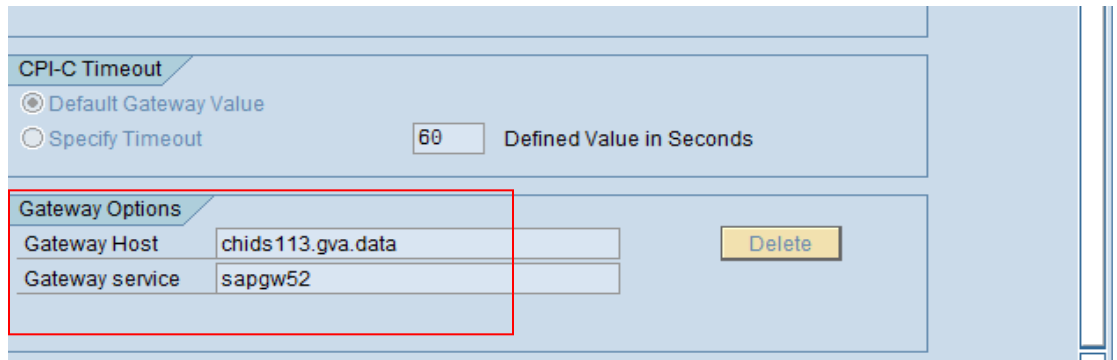 CPI-C Timeout
Default Gateway Value
Specify Timeout 60 Defined Value in Seconds
Gateway Options
Gateway Host chids113.gva.data Delete
Gateway service sapgw52